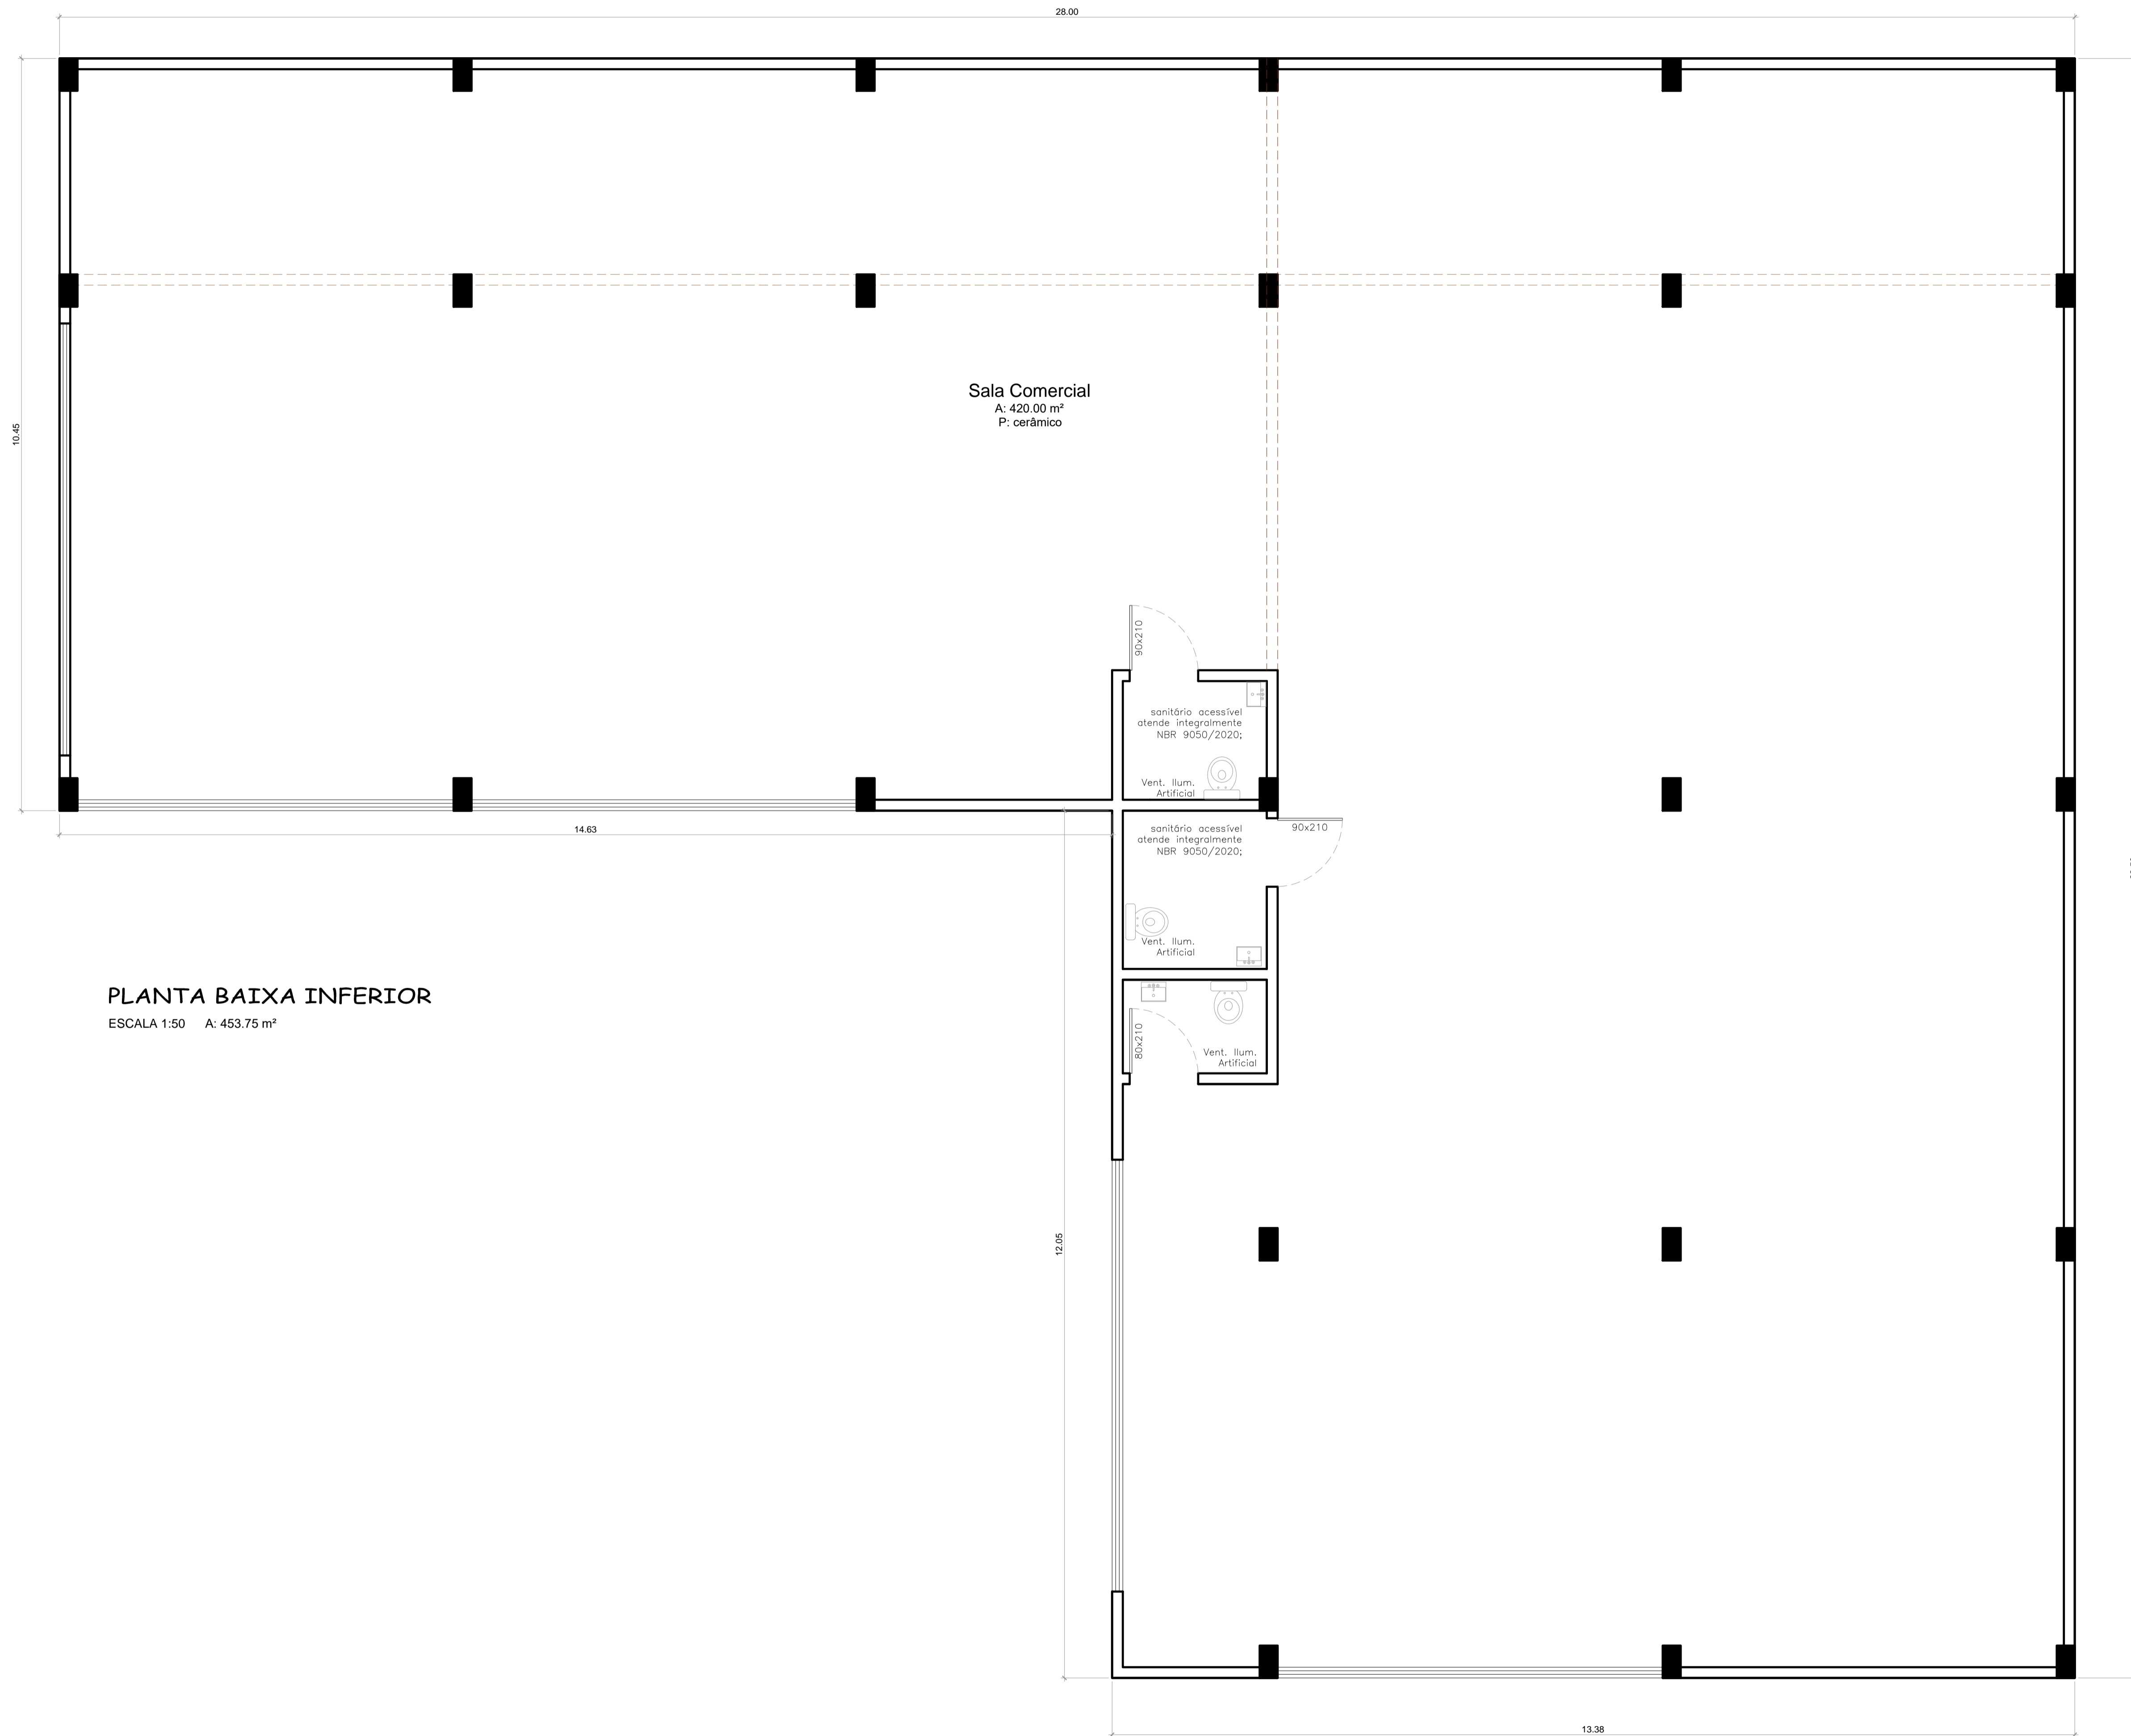 28.00
10.45
Sala Comercial
A: 420.00 m²
P: cerâmico
90x210
sanitário acessível
atende integralmente
NBR 9050/2020;
Vent. Ilum.
Artificial
14.63
sanitário acessível
atende integralmente
NBR 9050/2020;
90x210
Vent. Ilum.
Artificial
PLANTA BAIXA INFERIOR
ESCALA 1:50 A: 453.75 m²
80x210
Vent. Ilum.
Artificial
12.05
13.38